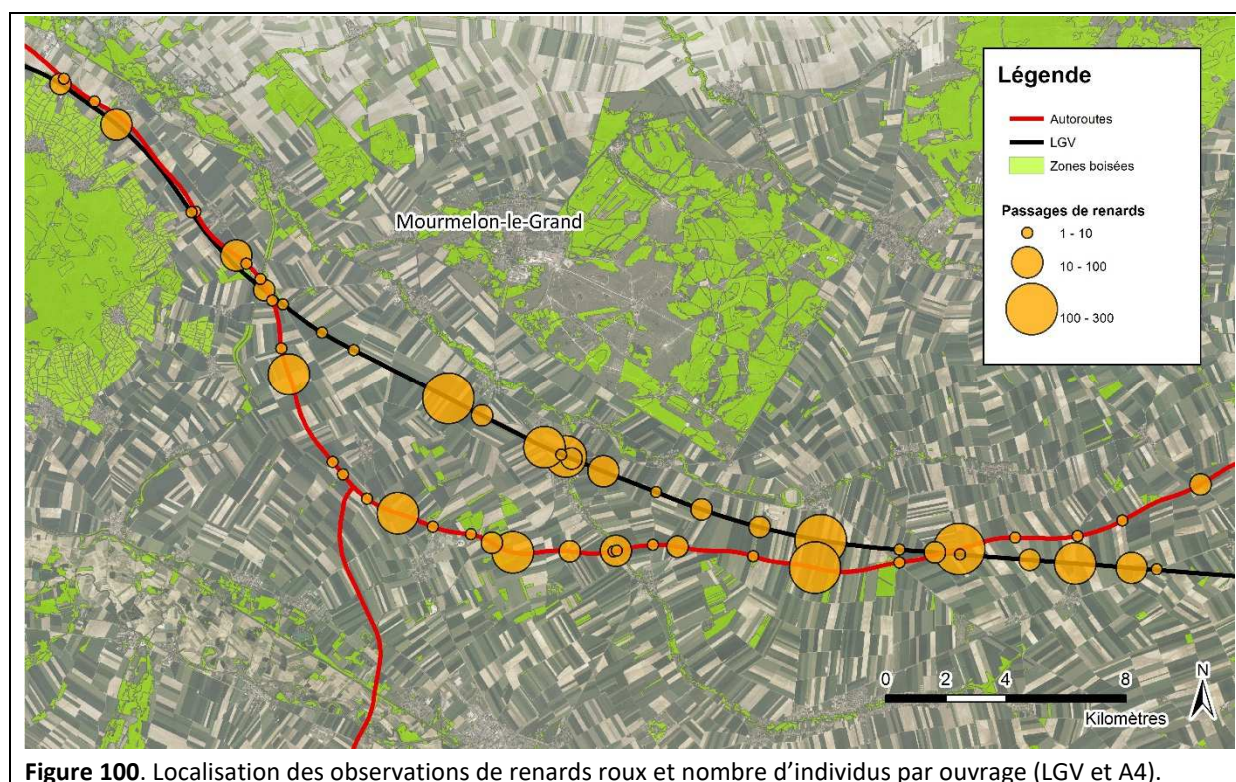 Mourmelon-le-Grand
Légende
Autoroutes
LGV
Zones boisées
Passages de renards
1 - 10
10 - 100
100 - 300
0 2 4 8
Kilomètres
N
Figure 100. Localisation des observations de renards roux et nombre d’individus par ouvrage (LGV et A4).